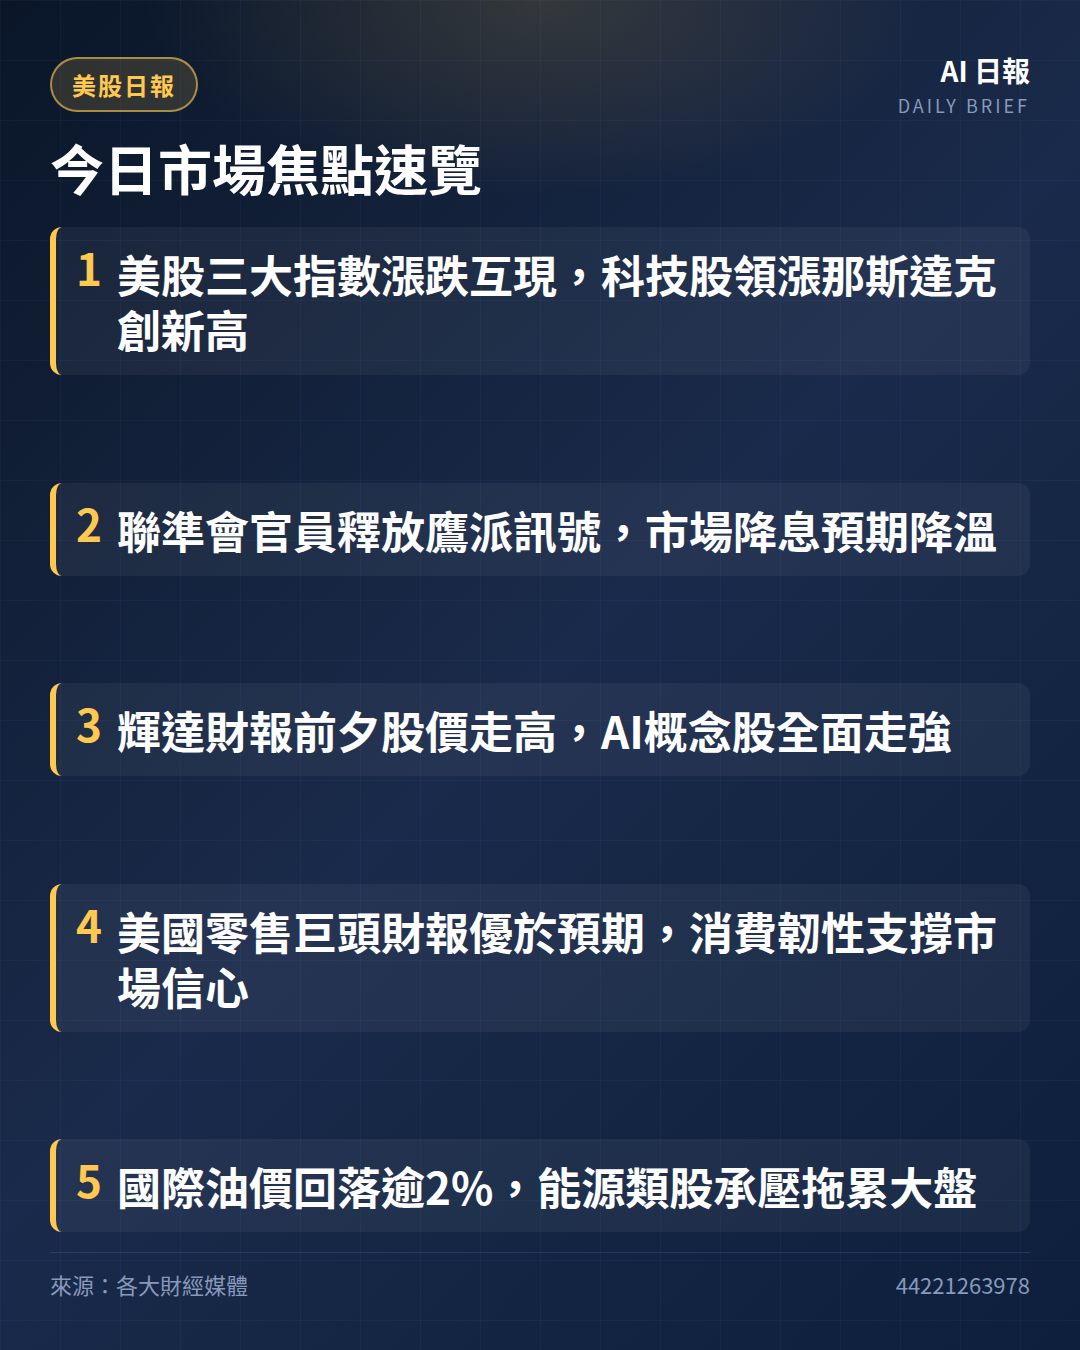 美股日報
AI 日報
DAILY BRIEF
今日市場焦點速覽
1 美股三大指數漲跌互現，科技股領漲那斯達克
創新高
2 聯準會官員釋放鷹派訊號，市場降息預期降溫
3 輝達財報前夕股價走高，AI概念股全面走強
4 美國零售巨頭財報優於預期，消費韌性支撐市
場信心
5 國際油價回落逾2%，能源類股承壓拖累大盤
來源：各大財經媒體
44221263978